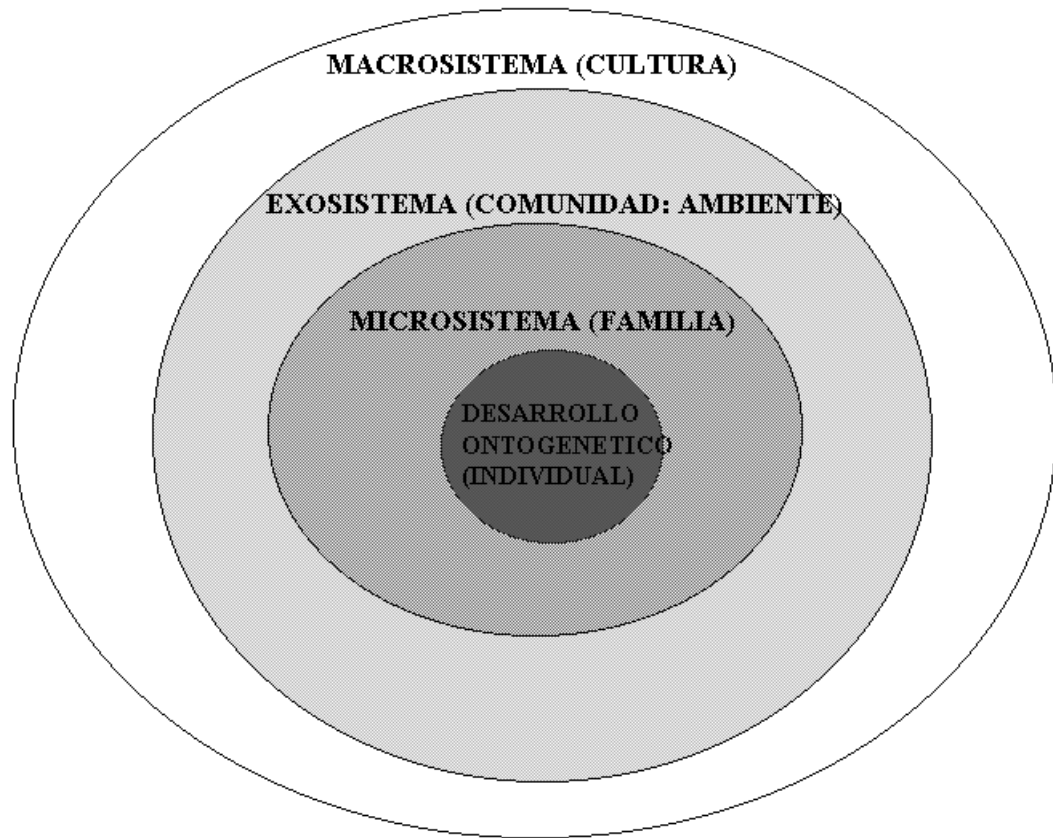 MACROSISTEMA (CULTURA)
EXOSISTEMA (COMUNIDAD: AMBIENTE)
MICROSISTEMA (FAMILIA)
DESARROLLO
ONTOGENETICO
(INDIVIDUAL)